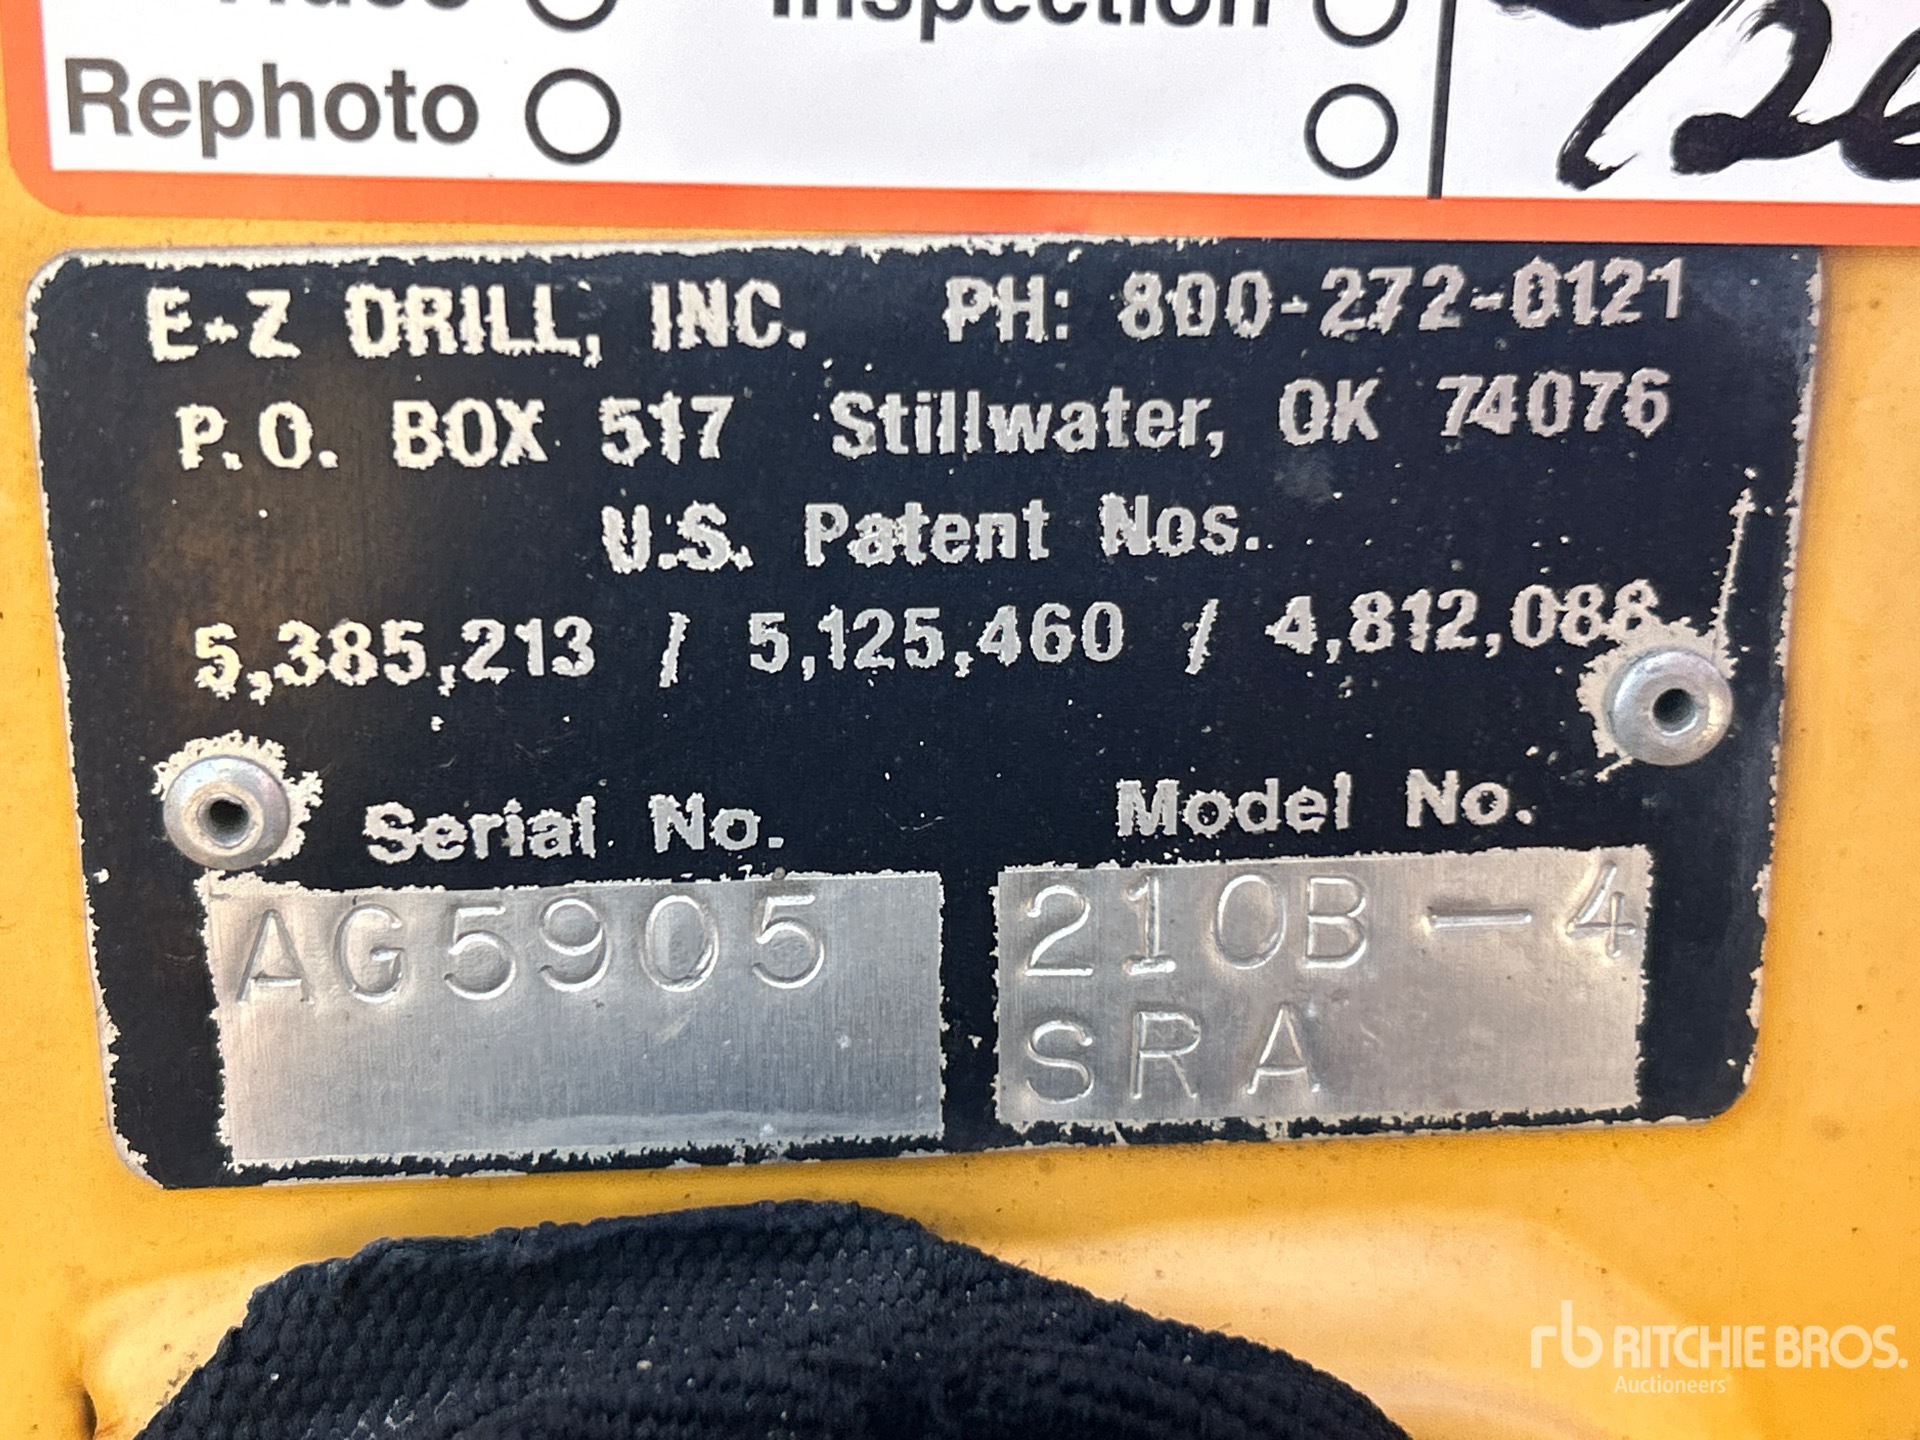 Inspection
Rephoto
E-Z DRILL, INC. PH: 800-272-0121
P.O. BOX 517 Stillwater, OK 74076
U.S. Patent Nos.
5,385,213 / 5,125,460 / 4,812,088
Serial No. Model No.
AG5905 210B-4
SRA
rb RITCHIE BROS.
Auctioneers